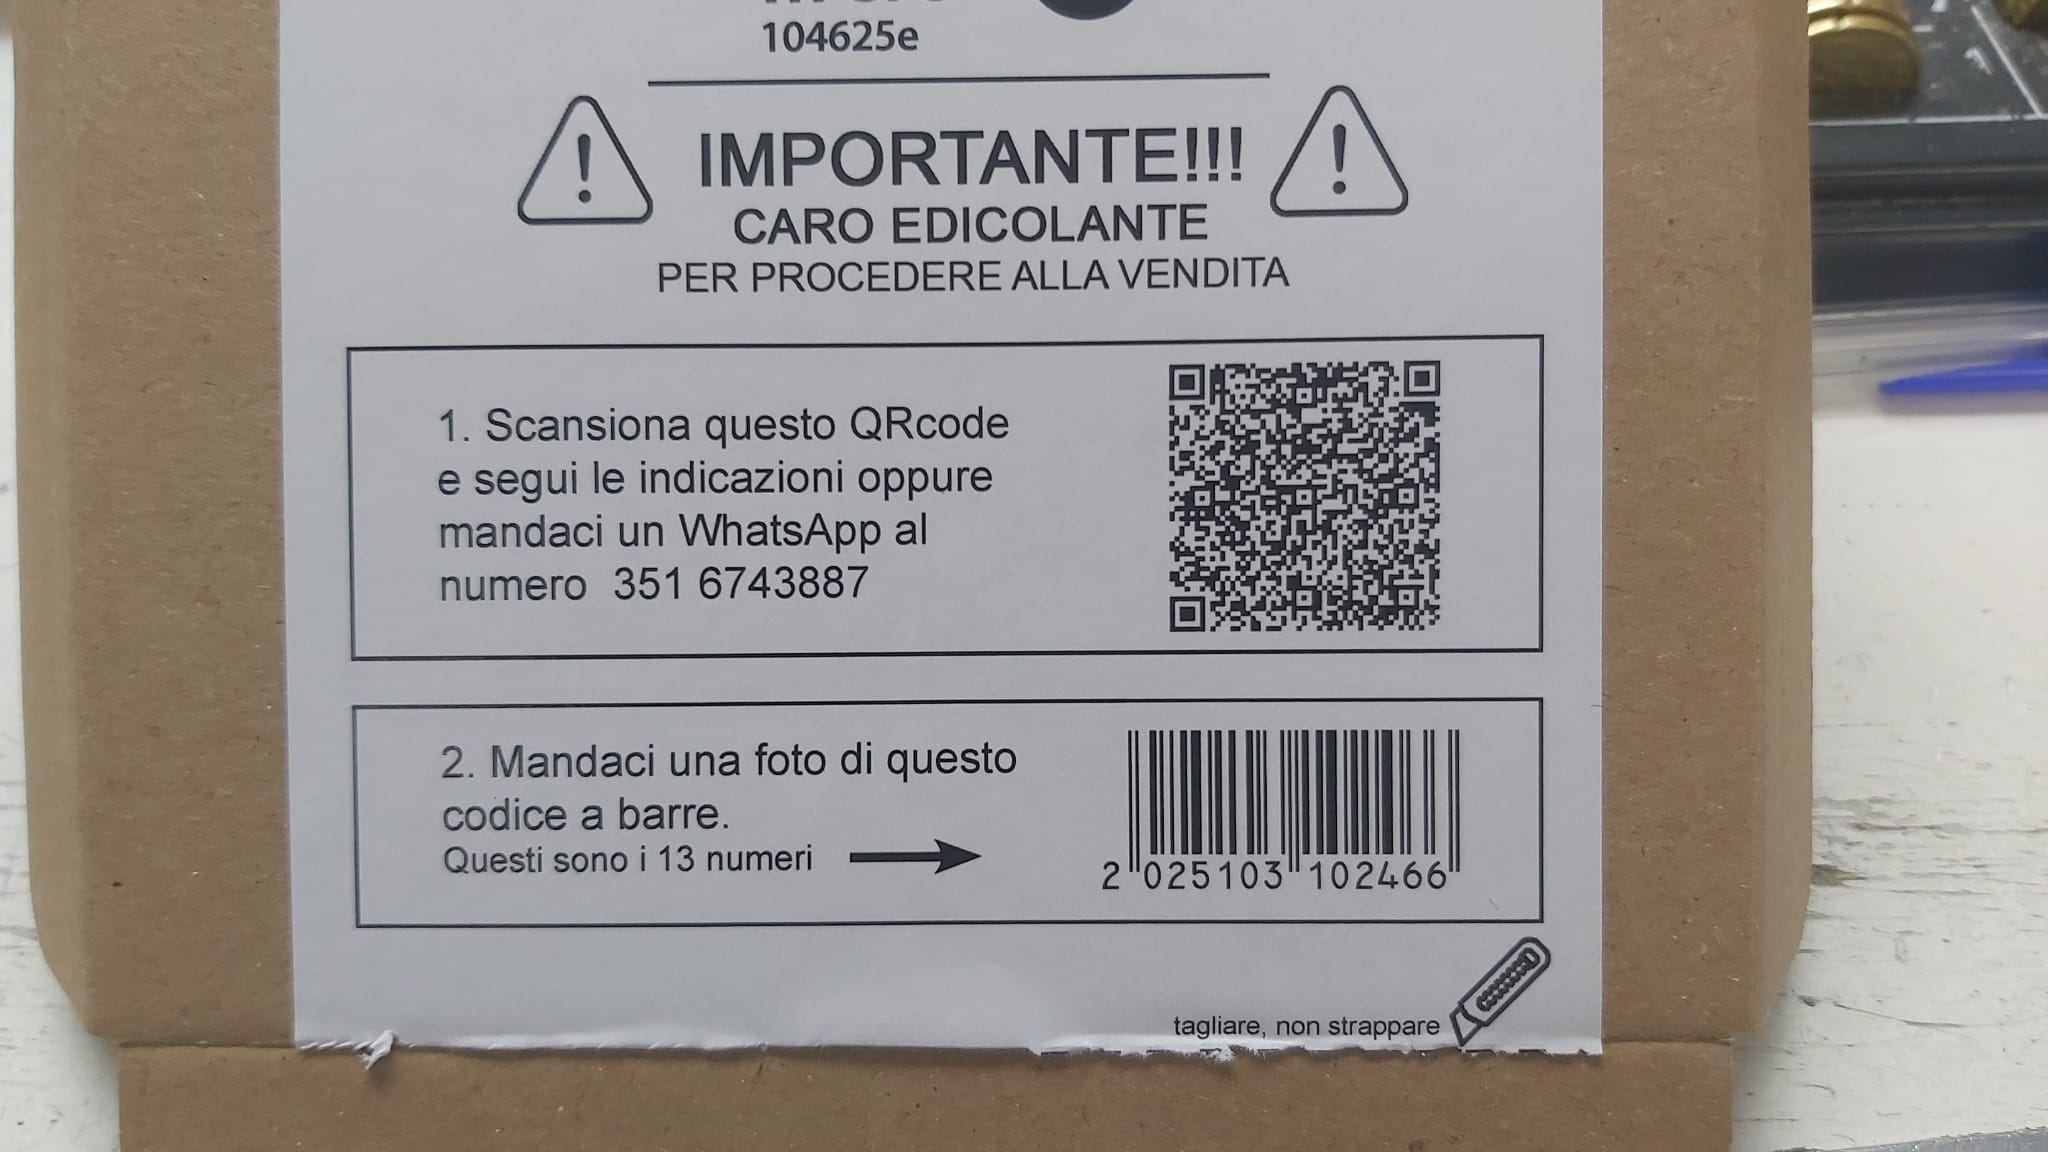 104625e
IMPORTANTE!!!
CARO EDICOLANTE
PER PROCEDERE ALLA VENDITA
1. Scansiona questo QRcode
e segui le indicazioni oppure
mandaci un WhatsApp al
numero 351 6743887
2. Mandaci una foto di questo
codice a barre.
Questi sono i 13 numeri
2 025103 102466
tagliare, non strappare